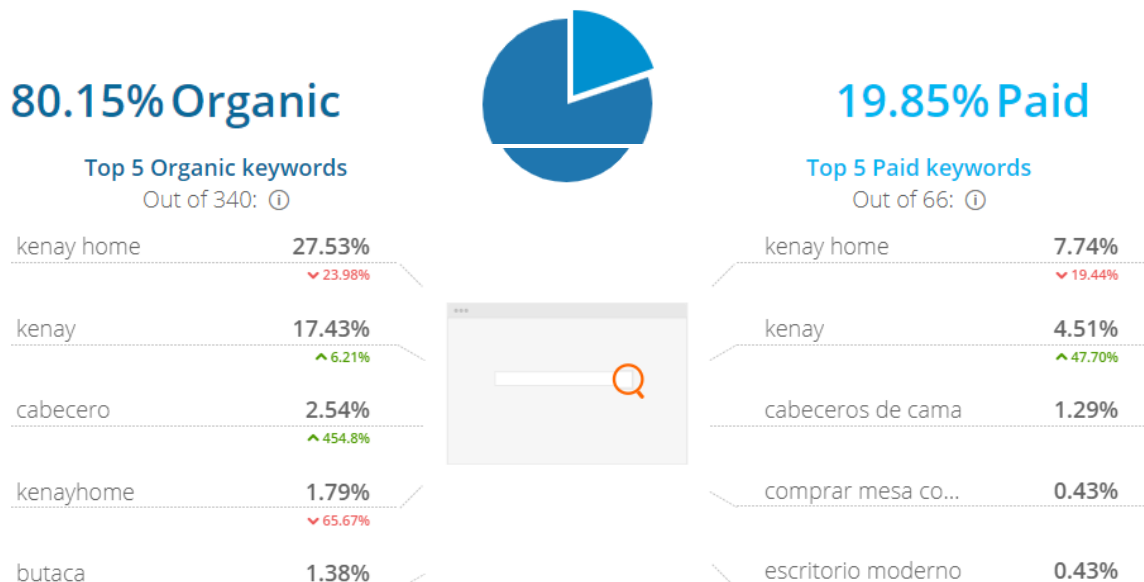 80.15% Organic
Top 5 Organic keywords
Out of 340:
kenay home 27.53%
23.98%
kenay 17.43%
6.21%
cabecero 2.54%
454.8%
kenayhome 1.79%
65.67%
butaca 1.38%
19.85% Paid
Top 5 Paid keywords
Out of 66:
kenay home 7.74%
19.44%
kenay 4.51%
47.70%
cabeceros de cama 1.29%
comprar mesa co... 0.43%
escritorio moderno 0.43%